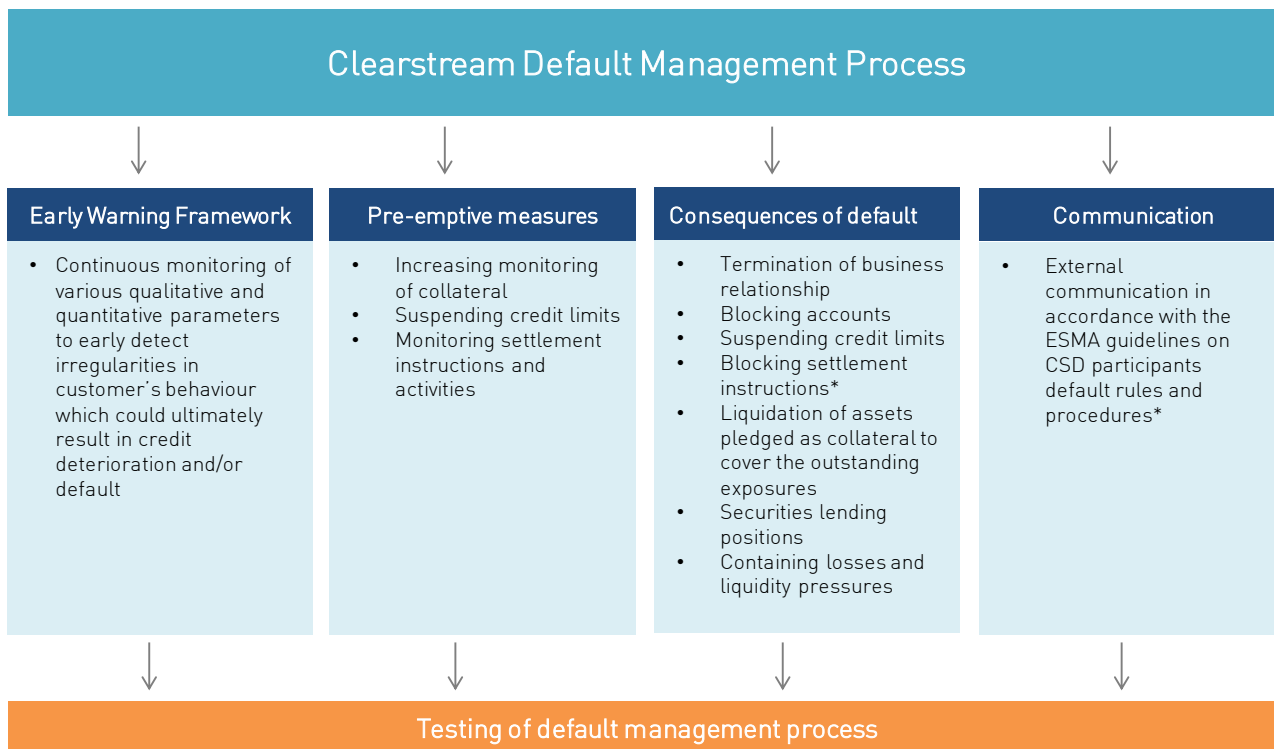 Clearstream Default Management Process
Early Warning Framework
• Continuous monitoring of
various qualitative and
quantitative parameters
to early detect
irregularities in
customer's behaviour
which could ultimately
result in credit
deterioration and/or
default
Pre-emptive measures
• Increasing monitoring
of collateral
• Suspending credit limits
• Monitoring settlement
instructions and
activities
Consequences of default
• Termination of business
relationship
• Blocking accounts
• Suspending credit limits
• Blocking settlement
instructions*
• Liquidation of assets
pledged as collateral to
cover the outstanding
exposures
• Securities lending
positions
• Containing losses and
liquidity pressures
Communication
• External
communication in
accordance with the
ESMA guidelines on
CSD participants
default rules and
procedures*
Testing of default management process